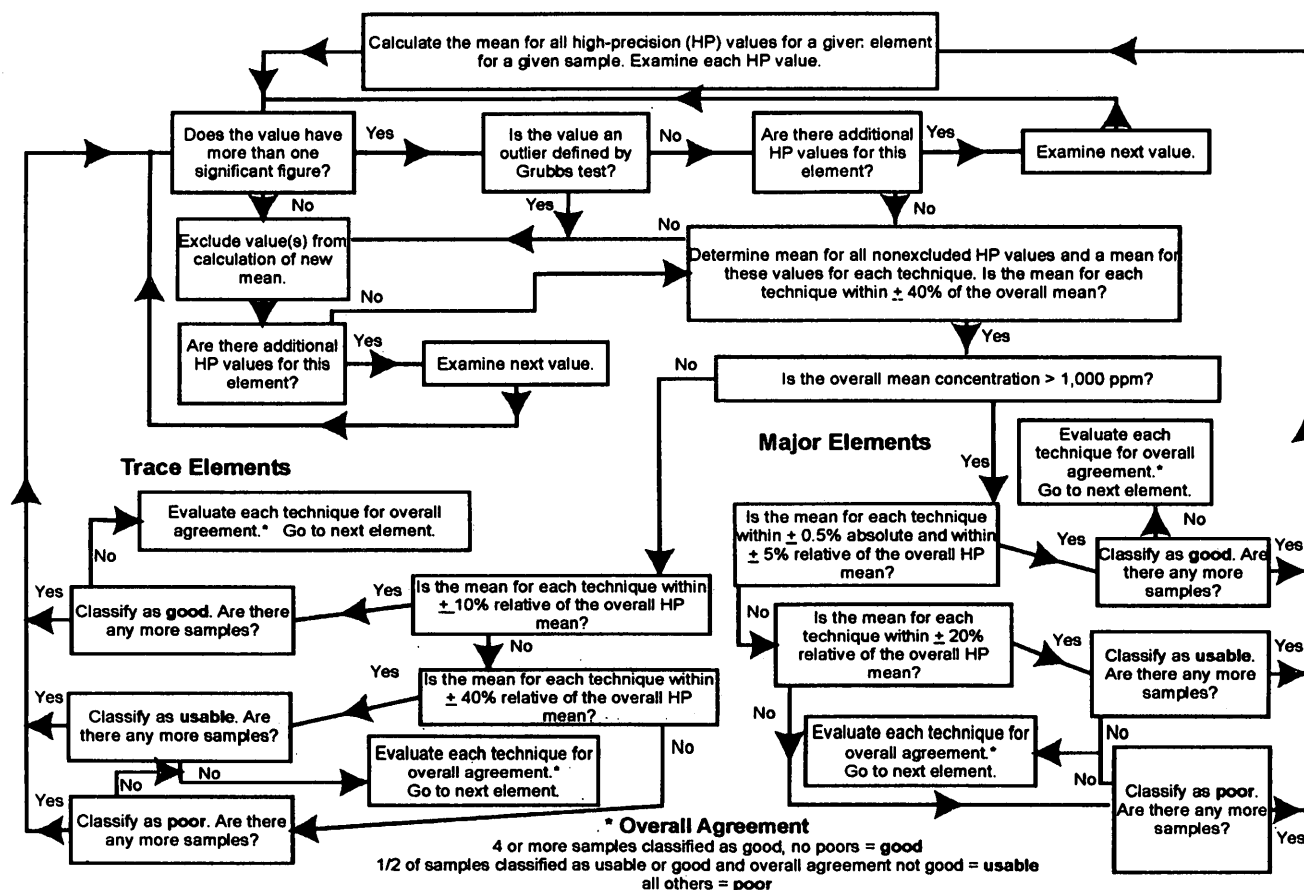 Calculate the mean for all high-precision (HP) values for a given: element
for a given sample. Examine each HP value.
Does the value have
more than one
significant figure?
Yes
Is the value an
outlier defined by
Grubbs test?
No
Are there additional
HP values for this
element?
Yes
Examine next value.
No
Yes
No
No
Exclude value(s) from
calculation of new
mean.
Determine mean for all nonexcluded HP values and a mean for
these values for each technique. Is the mean for each
technique within ± 40% of the overall mean?
No
Yes
Are there additional
HP values for this
element?
Yes
Examine next value.
No
Is the overall mean concentration > 1,000 ppm?
Trace Elements
Major Elements
Yes
Evaluate each
technique for overall
agreement.*
Go to next element.
No
Evaluate each technique for overall
agreement.* Go to next element.
No
Is the mean for each technique
within ± 0.5% absolute and within
± 5% relative of the overall HP
mean?
Yes
Classify as good. Are
there any more
samples?
Yes
Yes
Classify as good. Are there
any more samples?
Yes
Is the mean for each technique within
± 10% relative of the overall HP
mean?
No
No
Is the mean for each
technique within ± 20%
relative of the overall HP
mean?
Yes
Classify as usable.
Are there any more
samples?
Yes
Yes
Classify as usable. Are
there any more samples?
Yes
Is the mean for each technique within
± 40% relative of the overall HP
mean?
No
No
No
No
Evaluate each technique for
overall agreement.*
Go to next element.
Evaluate each technique for
overall agreement.*
Go to next element.
No
No
Yes
Classify as poor. Are there
any more samples?
Classify as poor.
Are there any more
samples?
Yes
* Overall Agreement
4 or more samples classified as good, no poors = good
1/2 of samples classified as usable or good and overall agreement not good = usable
all others = poor